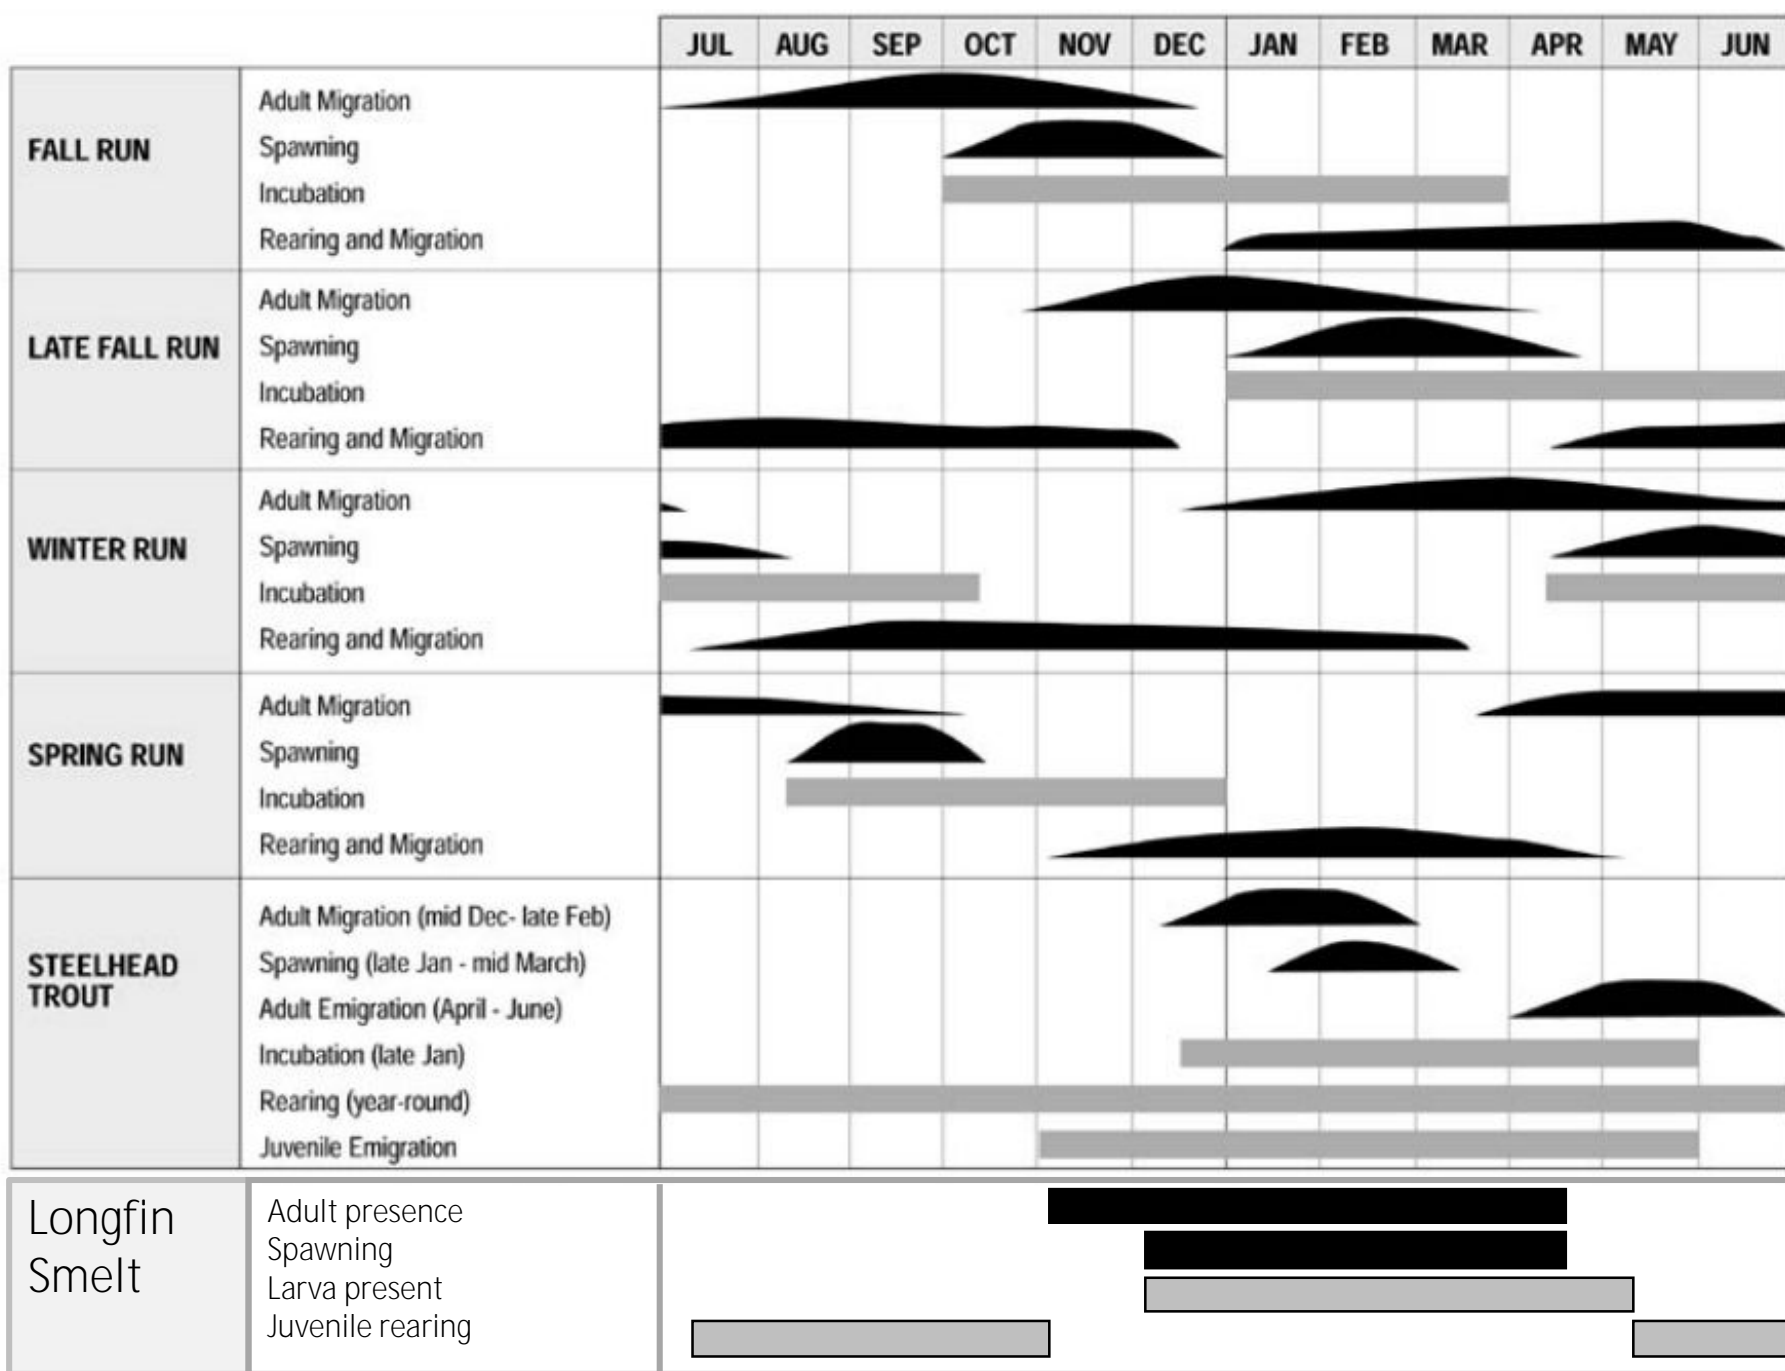 JUL AUG SEP OCT NOV DEC JAN FEB MAR APR MAY JUN
FALL RUN
Adult Migration
Spawning
Incubation
Rearing and Migration
LATE FALL RUN
Adult Migration
Spawning
Incubation
Rearing and Migration
WINTER RUN
Adult Migration
Spawning
Incubation
Rearing and Migration
SPRING RUN
Adult Migration
Spawning
Incubation
Rearing and Migration
STEELHEAD
TROUT
Adult Migration (mid Dec- late Feb)
Spawning (late Jan - mid March)
Adult Emigration (April - June)
Incubation (late Jan)
Rearing (year-round)
Juvenile Emigration
Longfin
Smelt
Adult presence
Spawning
Larva present
Juvenile rearing